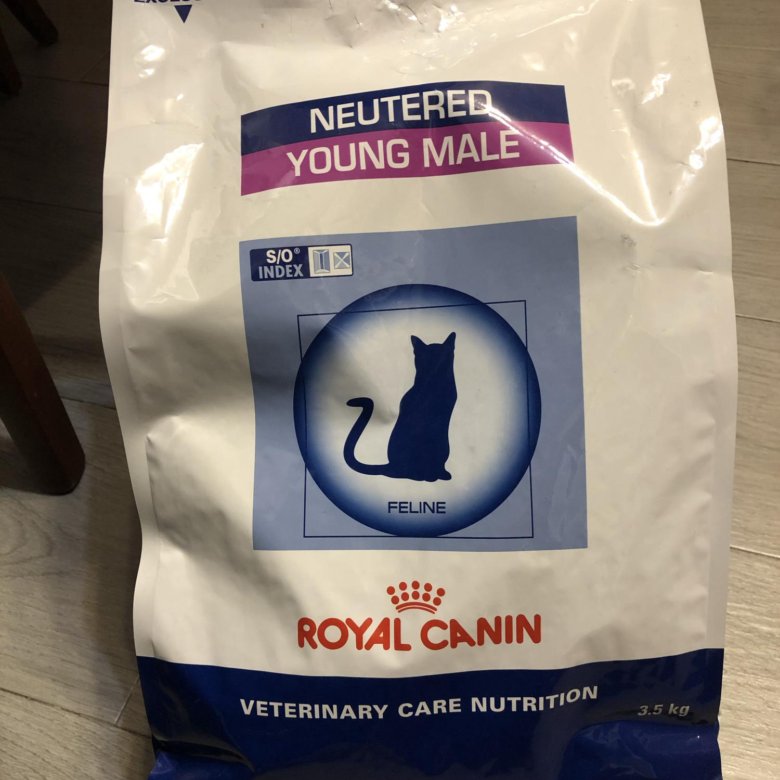 NEUTERED
YOUNG MALE
S/O®
INDEX
FELINE
ROYAL CANIN
VETERINARY CARE NUTRITION
3.5 kg